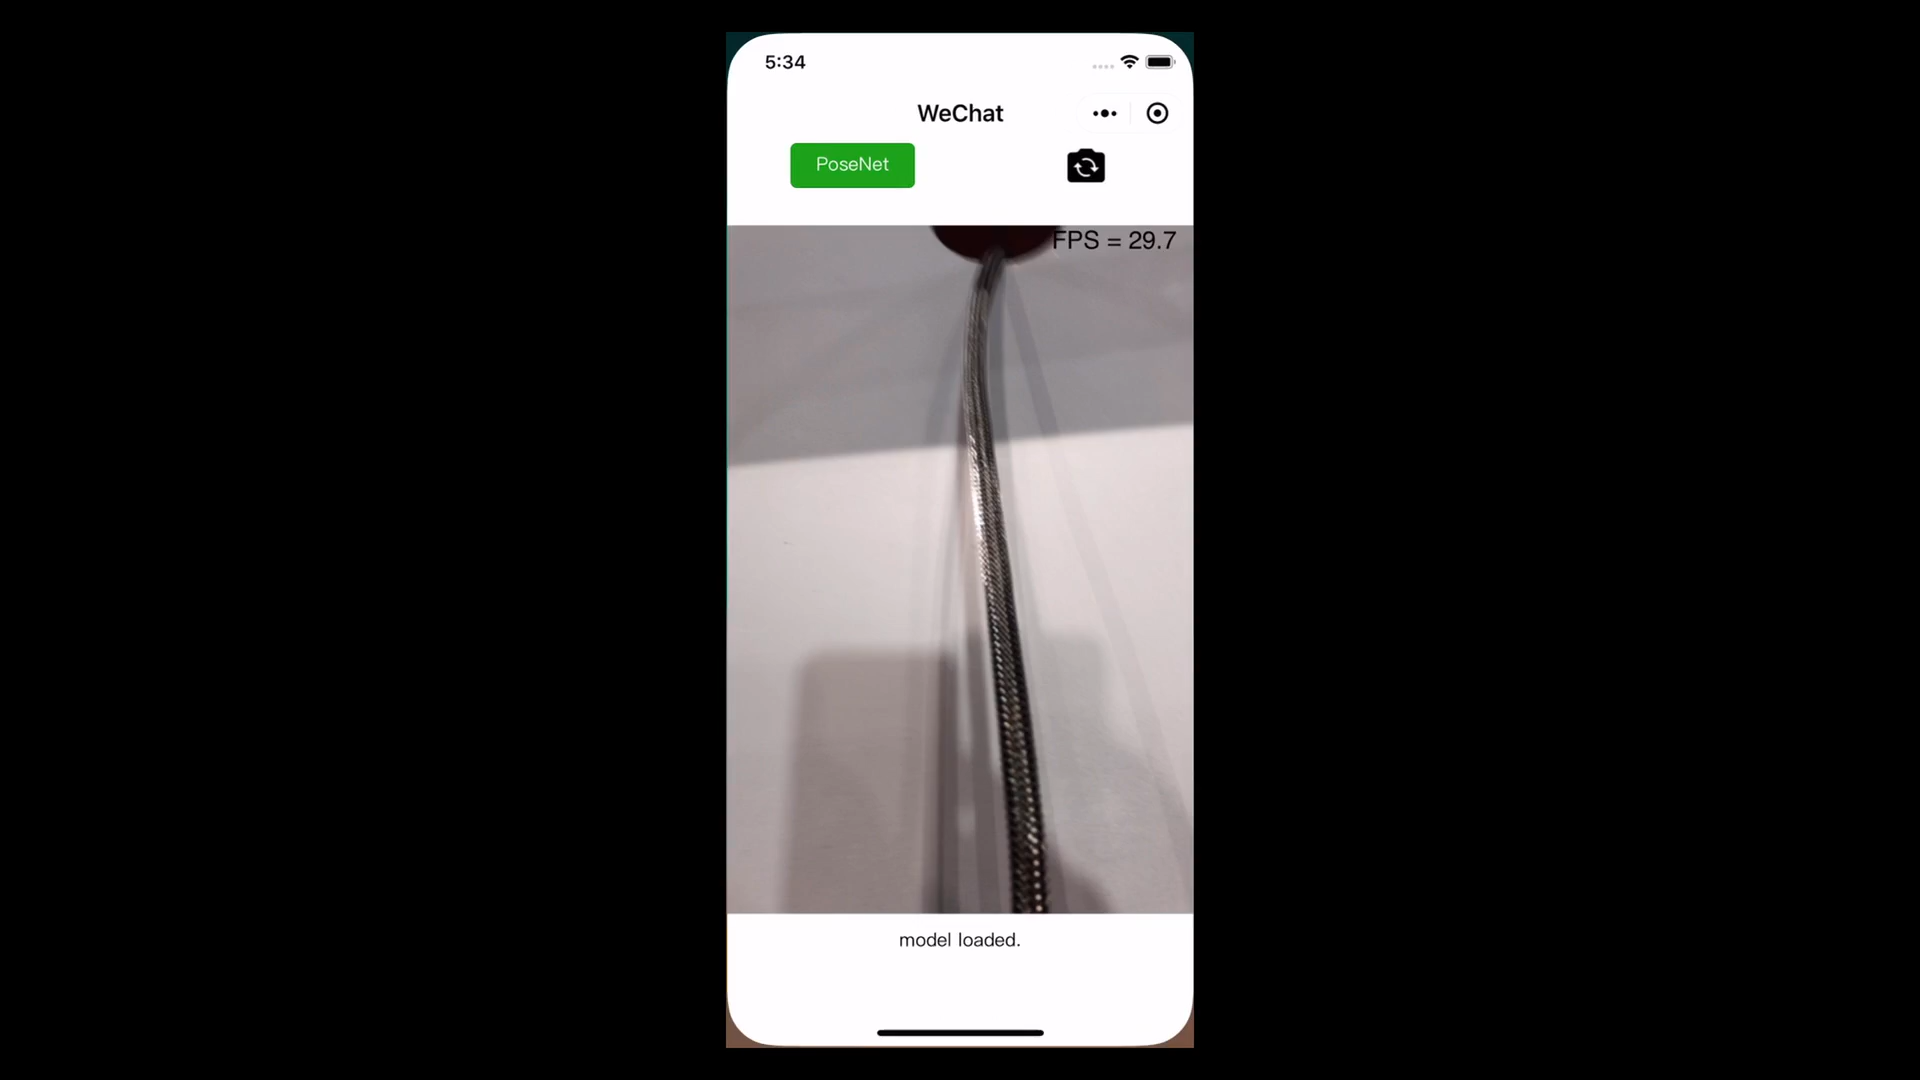 5:34
WeChat
PoseNet
FPS = 29.7
model loaded.